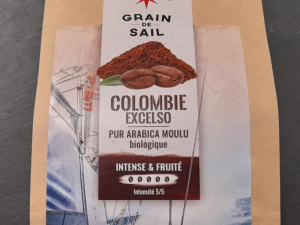 GRAIN
DE
SAIL
COLOMBIE
EXCELSO
PUR ARABICA MOULU
biologique
INTENSE & FRUITÉ
Intensité 5/5